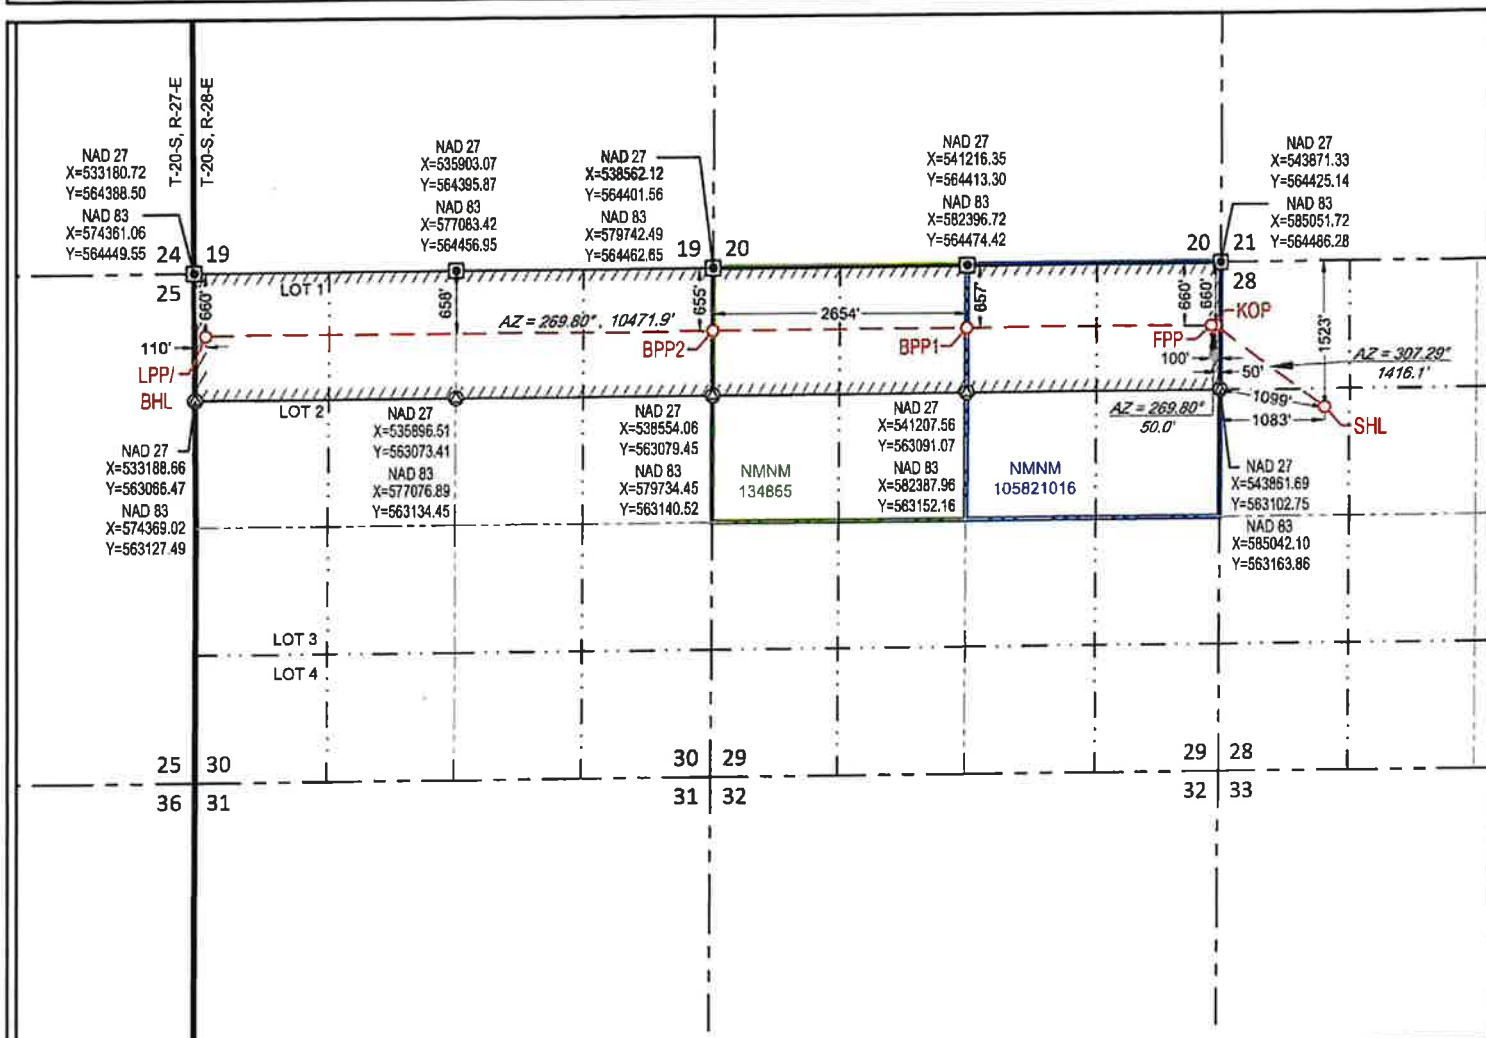 T-20-S, R-27-E
T-20-S, R-28-E
NAD 27
X=533180.72
Y=564388.50
NAD 83
X=574361.06
Y=564449.55
NAD 27
X=535903.07
Y=564395.87
NAD 83
X=577083.42
Y=564456.95
NAD 27
X=538562.12
Y=564401.56
NAD 83
X=579742.49
Y=564462.65
NAD 27
X=541216.35
Y=564413.30
NAD 83
X=582396.72
Y=564474.42
NAD 27
X=543871.33
Y=564425.14
NAD 83
X=585051.72
Y=564486.28
24 19
19 20
20 21
25
28
LOT 1
660'
658'
655'
657'
660'
660'
1523'
AZ = 269.80°, 10471.9'
2654'
KOP
FPP
BPP1
BPP2
110'
LPP/
BHL
100'
50'
AZ = 307.29°
1416.1'
1099'
1083'
SHL
AZ = 269.80°
50.0'
LOT 2
NAD 27
X=533188.66
Y=563066.47
NAD 83
X=574369.02
Y=563127.49
NAD 27
X=535896.51
Y=563073.41
NAD 83
X=577076.89
Y=563134.45
NAD 27
X=538554.06
Y=563079.45
NAD 83
X=579734.45
Y=563140.52
NMNM
134865
NAD 27
X=541207.56
Y=563091.07
NAD 83
X=582387.96
Y=563152.16
NMNM
105821016
NAD 27
X=543861.69
Y=563102.75
NAD 83
X=585042.10
Y=563163.86
LOT 3
LOT 4
25 30
30 29
29 28
36 31
31 32
32 33